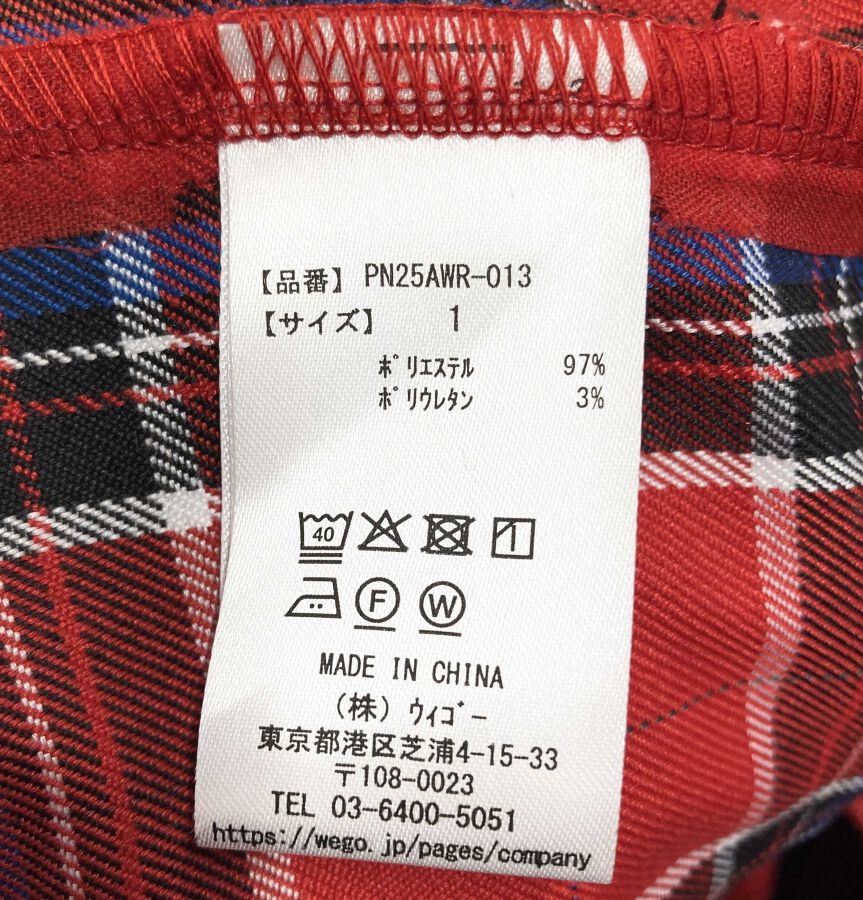 【品番】 PN25AWR-013
【サイズ】 1
ﾎﾟﾘｴｽﾃﾙ 97%
ﾎﾟﾘｳﾚﾀﾝ 3%
40
F W
MADE IN CHINA
（株）ｳｨｺﾞｰ
東京都港区芝浦4-15-33
〒108-0023
TEL 03-6400-5051
https://wego.jp/pages/company